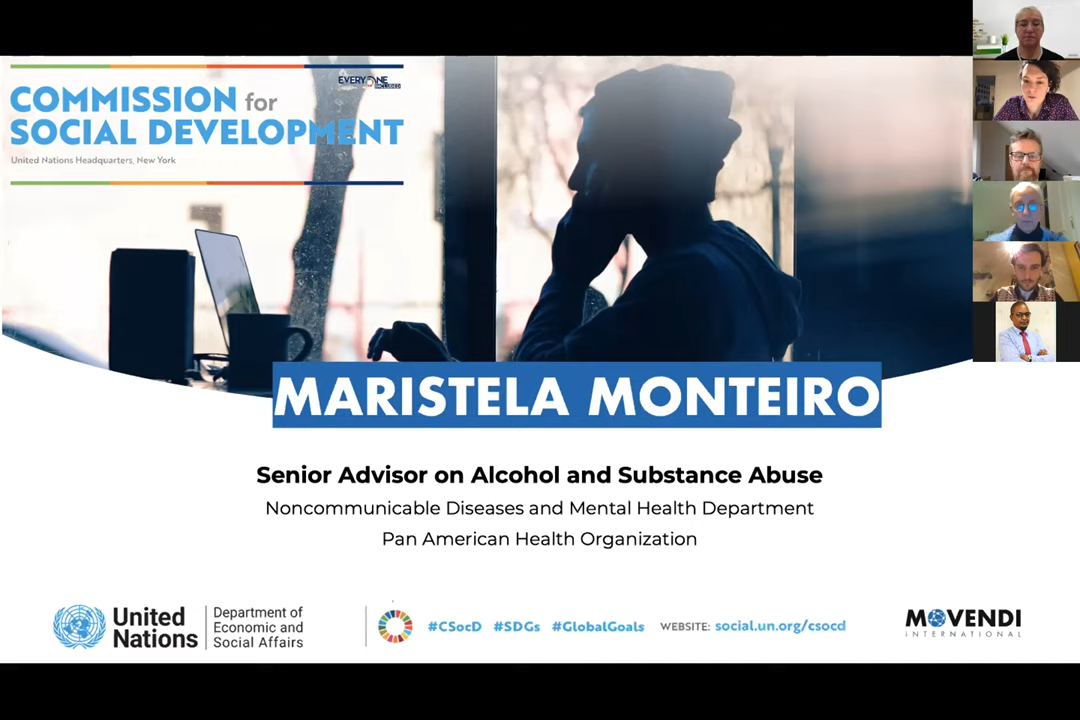 EVERYONE
INCLUDED
COMMISSION for
SOCIAL DEVELOPMENT
United Nations Headquarters, New York
MARISTELA MONTEIRO
Senior Advisor on Alcohol and Substance Abuse
Noncommunicable Diseases and Mental Health Department
Pan American Health Organization
United
Nations
Department of
Economic and
Social Affairs
#CSocD #SDGs #GlobalGoals WEBSITE: social.un.org/csocd
MOVENDI
INTERNATIONAL